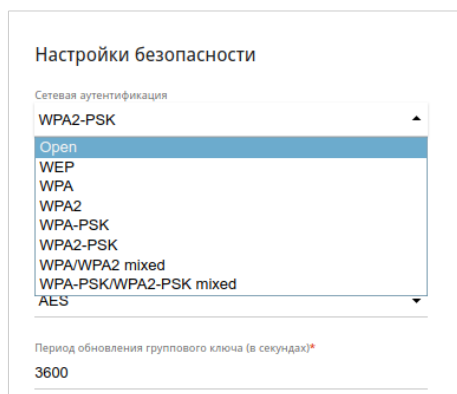 Настройки безопасности
Сетевая аутентификация
WPA2-PSK
Open
WEP
WPA
WPA2
WPA-PSK
WPA2-PSK
WPA/WPA2 mixed
WPA-PSK/WPA2-PSK mixed
AES
Период обновления группового ключа (в секундах)*
3600